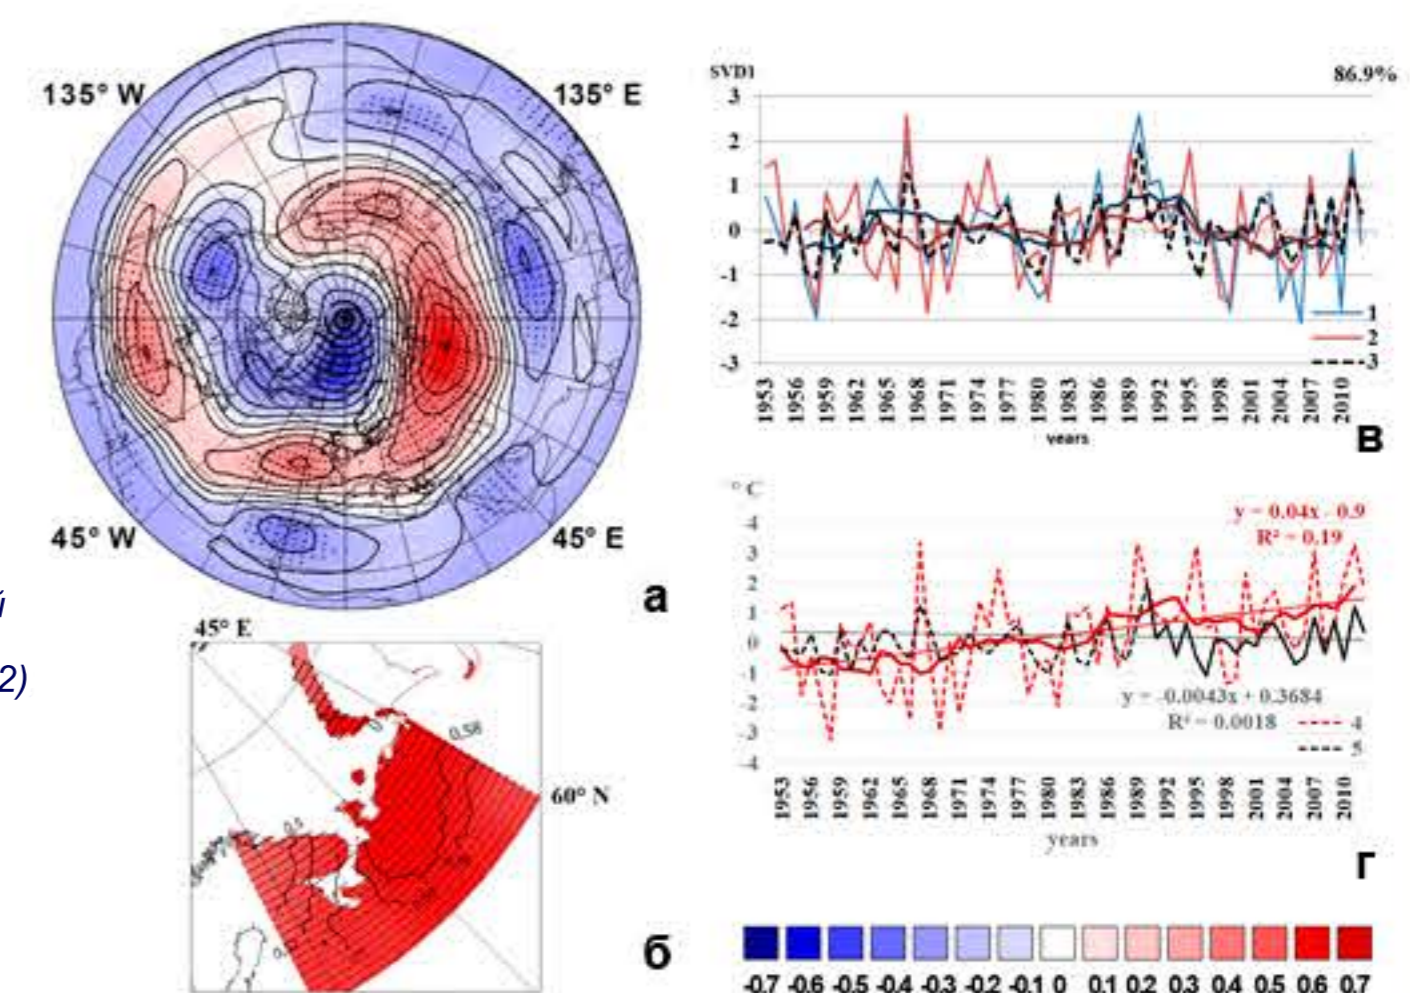 135° W
135° E
45° W
45° E
а
й
2)
45° E
60° N
0,58
0,5
б
SVD1
86.9%
3
2
1
0
-1
-2
-3
1
2
3
1953 1956 1959 1962 1965 1968 1971 1974 1977 1980 1983 1986 1989 1992 1995 1998 2001 2004 2007 2010
years
в
° C
y = 0.04x - 0.9
R² = 0.19
4
3
2
1
0
-1
-2
-3
-4
y = -0.0043x + 0.3684
R² = 0.0018
4
5
1953 1956 1959 1962 1965 1968 1971 1974 1977 1980 1983 1986 1989 1992 1995 1998 2001 2004 2007 2010
years
г
-0.7 -0.6 -0.5 -0.4 -0.3 -0.2 -0.1 0 0.1 0.2 0.3 0.4 0.5 0.6 0.7